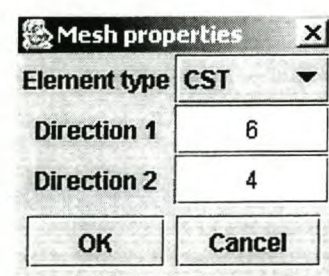 Mesh properties
Element type CST
Direction 1 6
Direction 2 4
OK Cancel